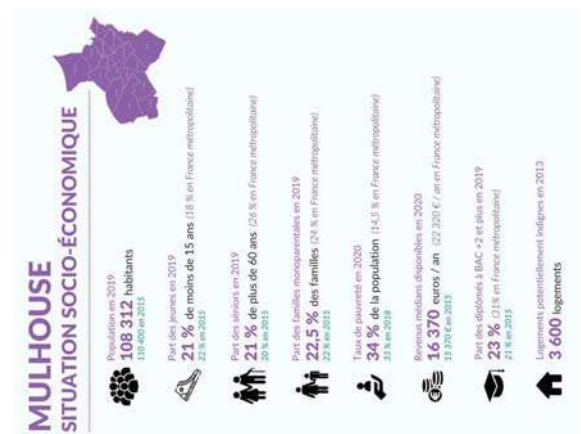 MULHOUSE
SITUATION SOCIO-ÉCONOMIQUE
Population en 2019
108 312 habitants
110 400 en 2015
Part des jeunes en 2019
21 % de moins de 15 ans (18 % en France métropolitaine)
22 % en 2015
Part des séniors en 2019
21 % de plus de 60 ans (26 % en France métropolitaine)
20 % en 2015
Part des familles monoparentales en 2019
22,5 % des familles (24 % en France métropolitaine)
22 % en 2015
Taux de pauvreté en 2020
34 % de la population (14,5 % en France métropolitaine)
33 % en 2016
Revenus médians disponibles en 2020
16 370 euros / an (22 320 € / an en France métropolitaine)
15 370 € en 2015
Part des diplômés à BAC +2 et plus en 2019
23 % (31% en France métropolitaine)
21 % en 2015
Logements potentiellement indignes en 2013
3 600 logements